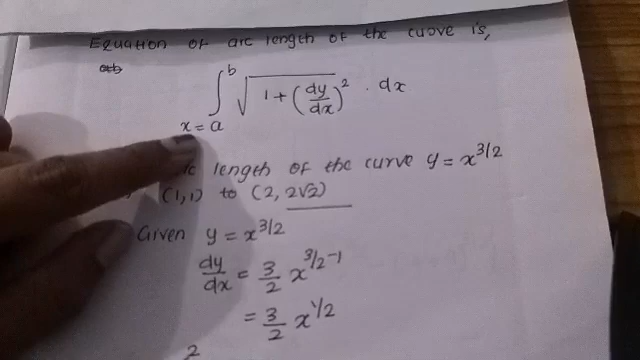 Equation of arc length of the curve is,
∫ b √ 1 + (dy/dx)² . dx
x = a
length of the curve y = x^3/2
(1,1) to (2, 2√2)
Given y = x^3/2
dy/dx = 3/2 x^3/2-1
= 3/2 x^1/2
2